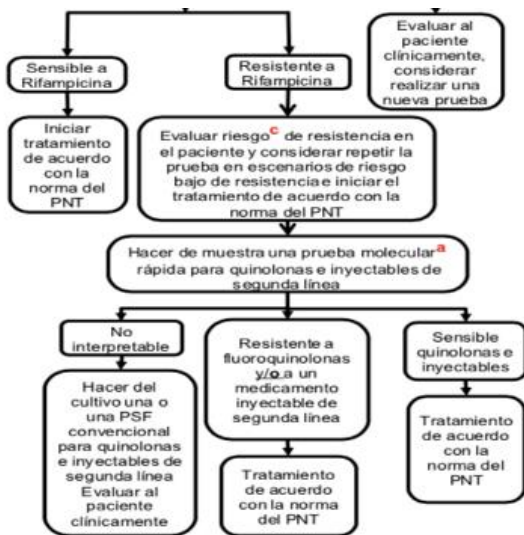 Sensible a
Rifampicina
Resistente a
Rifampicina
Evaluar al
paciente
clínicamente,
considerar
realizar una
nueva prueba
Iniciar
tratamiento
de acuerdo
con la
norma del
PNT
Evaluar riesgoᶜ de resistencia en
el paciente y considerar repetir la
prueba en escenarios de riesgo
bajo de resistencia e iniciar el
tratamiento de acuerdo con la
norma del PNT
Hacer de muestra una prueba molecularᵃ
rápida para quinolonas e inyectables de
segunda línea
No
interpretable
Resistente a
fluoroquinolonas
y/o a un
medicamento
inyectable de
segunda línea
Sensible
quinolonas e
inyectables
Hacer del
cultivo una o
una PSF
convencional
para quinolonas
e inyectables de
segunda línea
Evaluar al
paciente
clínicamente
Tratamiento
de acuerdo
con la norma
del PNT
Tratamiento de
acuerdo con la
norma del
PNT